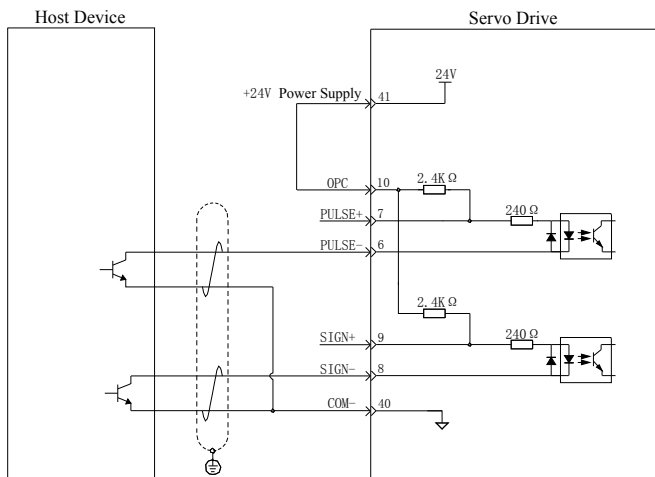 Host Device
Servo Drive
24V
+24V Power Supply
41
OPC
10
2.4KΩ
PULSE+
7
240Ω
PULSE-
6
2.4KΩ
SIGN+
9
240Ω
SIGN-
8
COM-
40